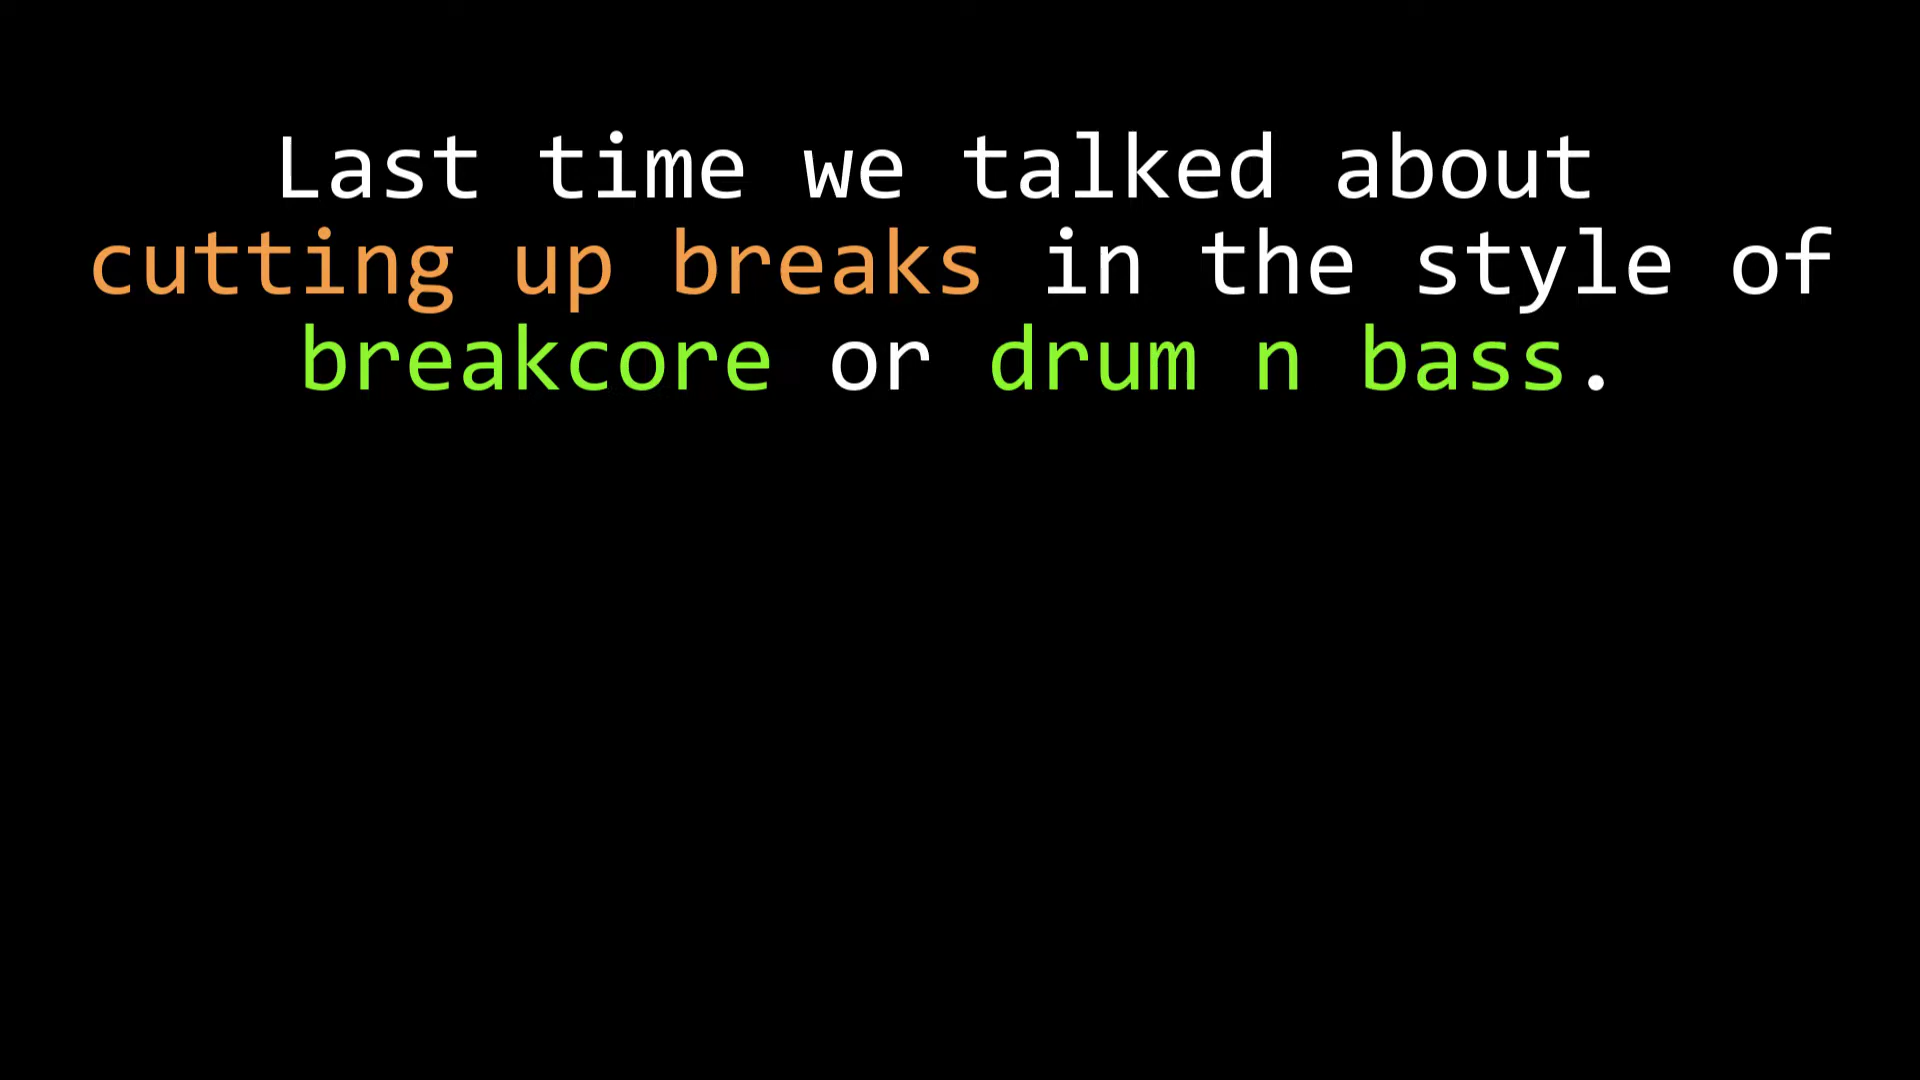 Last time we talked about
cutting up breaks in the style of
breakcore or drum n bass.